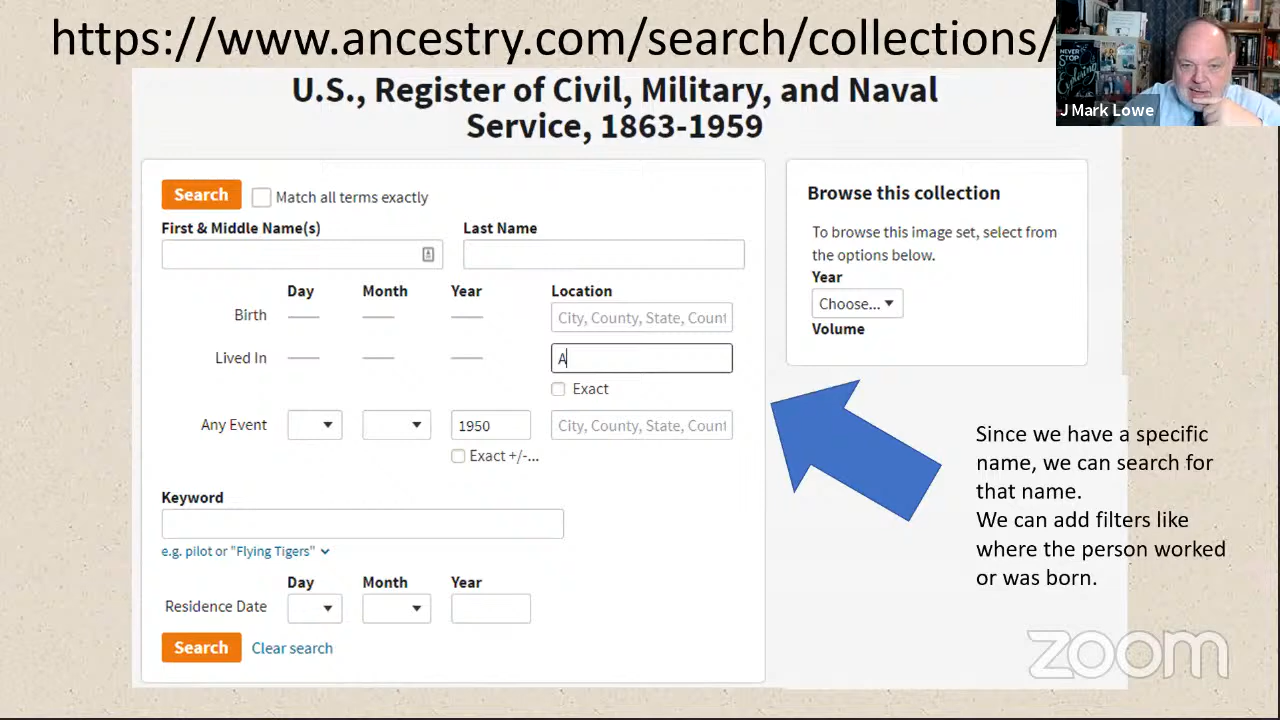 https://www.ancestry.com/search/collections/
NEVER
STOP
Exploring
J Mark Lowe
U.S., Register of Civil, Military, and Naval
Service, 1863-1959
Search
Match all terms exactly
First & Middle Name(s)
Last Name
Day
Month
Year
Location
Birth
City, County, State, Count
Lived In
A
Exact
Any Event
1950
City, County, State, Count
Exact +/-...
Keyword
e.g. pilot or "Flying Tigers"
Day
Month
Year
Residence Date
Search
Clear search
Browse this collection
To browse this image set, select from
the options below.
Year
Choose...
Volume
Since we have a specific
name, we can search for
that name.
We can add filters like
where the person worked
or was born.
zoom